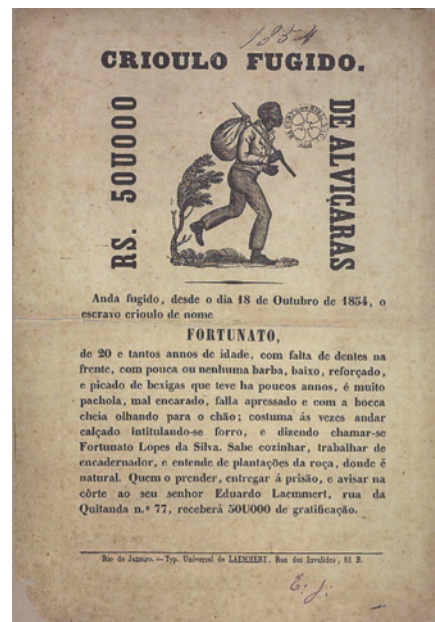 1854
CRIOULO FUGIDO.
RS. 50U000
DE ALVIÇARAS
Anda fugido, desde o dia 18 de Outubro de 1854, o
escravo crioulo de nome
FORTUNATO,
de 20 e tantos annos de idade, com falta de dentes na
frente, com pouca ou nenhuma barba, baixo, reforçado,
e picado de bexigas que teve ha poucos annos, é muito
pachola, mal encarado, falla apressado e com a bocca
cheia olhando para o chão; costuma ás vezes andar
calçado intitulando-se forro, e dizendo chamar-se
Fortunato Lopes da Silva. Sabe cozinhar, trabalhar de
encadernador, e entende de plantações da roça, donde é
natural. Quem o prender, entregar á prisão, e avisar na
côrte ao seu senhor Eduardo Laemmert, rua da
Quitanda n.º 77, receberá 50U000 de gratificação.
Rio de Janeiro. — Typ. Universal de LAEMMERT, Rua dos Invalidos, 61 B.
E. J.